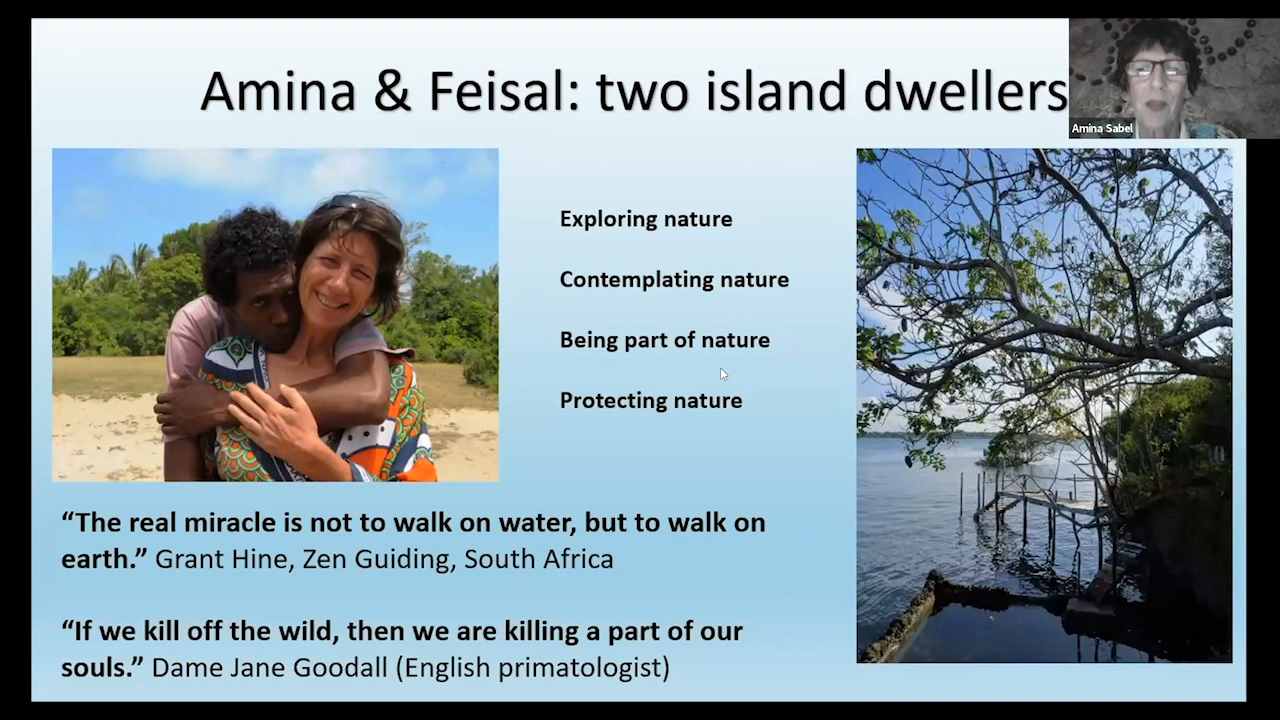 Amina & Feisal: two island dwellers
Amina Sabel
Exploring nature
Contemplating nature
Being part of nature
Protecting nature
“The real miracle is not to walk on water, but to walk on
earth.” Grant Hine, Zen Guiding, South Africa
“If we kill off the wild, then we are killing a part of our
souls.” Dame Jane Goodall (English primatologist)